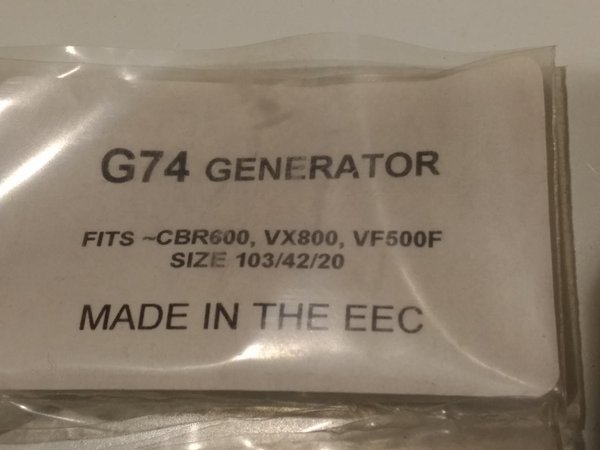 G74 GENERATOR
FITS ~CBR600, VX800, VF500F
SIZE 103/42/20
MADE IN THE EEC